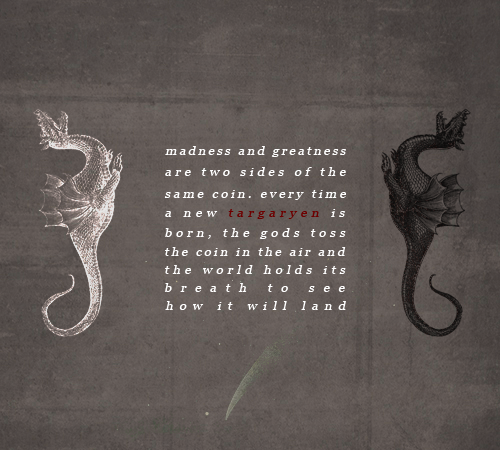 madness and greatness
are two sides of the
same coin. every time
a new targaryen is
born, the gods toss
the coin in the air and
the world holds its
breath to see
how it will land